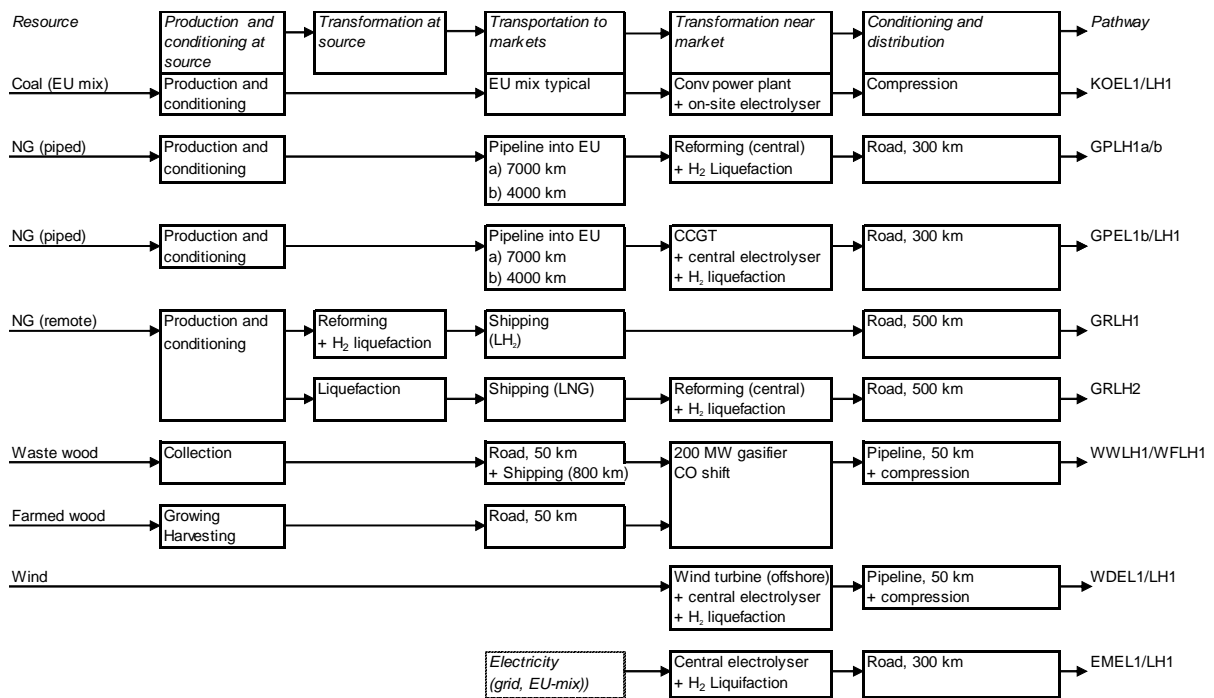 Resource
Production and
conditioning at
source
Transformation at
source
Transportation to
markets
Transformation near
market
Conditioning and
distribution
Pathway
Coal (EU mix)
Production and
conditioning
EU mix typical
Conv power plant
+ on-site electrolyser
Compression
KOEL1/LH1
NG (piped)
Production and
conditioning
Pipeline into EU
a) 7000 km
b) 4000 km
Reforming (central)
+ H₂ Liquefaction
Road, 300 km
GPLH1a/b
NG (piped)
Production and
conditioning
Pipeline into EU
a) 7000 km
b) 4000 km
CCGT
+ central electrolyser
+ H₂ liquefaction
Road, 300 km
GPEL1b/LH1
NG (remote)
Production and
conditioning
Reforming
+ H₂ liquefaction
Shipping
(LH₂)
Road, 500 km
GRLH1
Liquefaction
Shipping (LNG)
Reforming (central)
+ H₂ liquefaction
Road, 500 km
GRLH2
Waste wood
Collection
Road, 50 km
+ Shipping (800 km)
200 MW gasifier
CO shift
Pipeline, 50 km
+ compression
WWLH1/WFLH1
Farmed wood
Growing
Harvesting
Road, 50 km
Wind
Wind turbine (offshore)
+ central electrolyser
+ H₂ liquefaction
Pipeline, 50 km
+ compression
WDEL1/LH1
Electricity
(grid, EU-mix))
Central electrolyser
+ H₂ Liquifaction
Road, 300 km
EMEL1/LH1